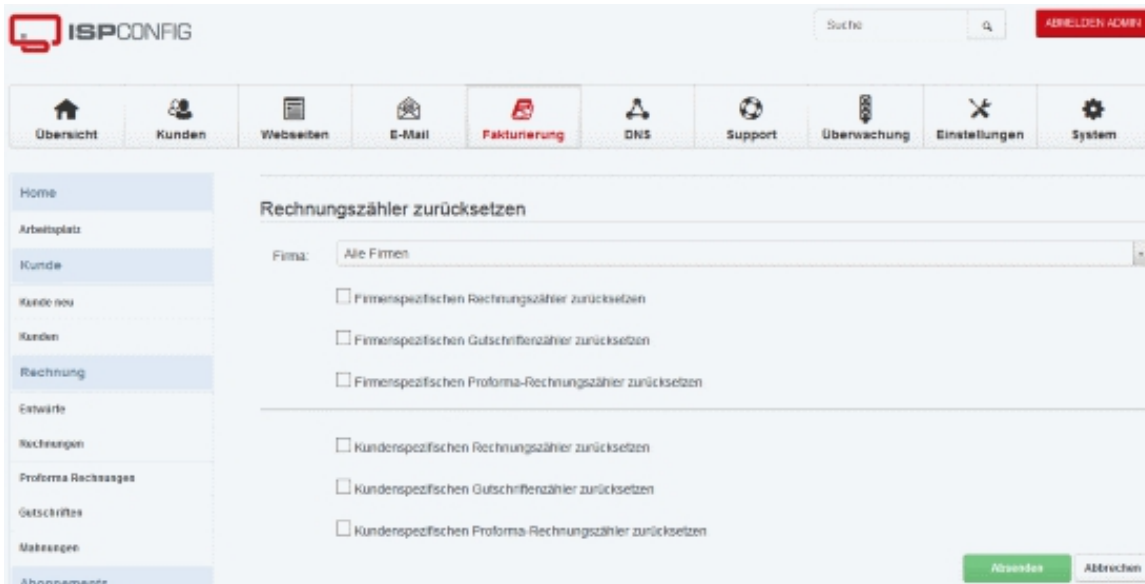 ISPCONFIG
Suche
ABMELDEN ADMIN
Übersicht
Kunden
Webseiten
E-Mail
Fakturierung
DNS
Support
Überwachung
Einstellungen
System
Home
Arbeitsplatz
Kunde
Kunde neu
Kunden
Rechnung
Entwürfe
Rechnungen
Proforma Rechnungen
Gutschriften
Mahnungen
Abonnements
Rechnungszähler zurücksetzen
Firma: Alle Firmen
Firmenspezifischen Rechnungszähler zurücksetzen
Firmenspezifischen Gutschriftenzähler zurücksetzen
Firmenspezifischen Proforma-Rechnungszähler zurücksetzen
Kundenspezifischen Rechnungszähler zurücksetzen
Kundenspezifischen Gutschriftenzähler zurücksetzen
Kundenspezifischen Proforma-Rechnungszähler zurücksetzen
Absenden
Abbrechen